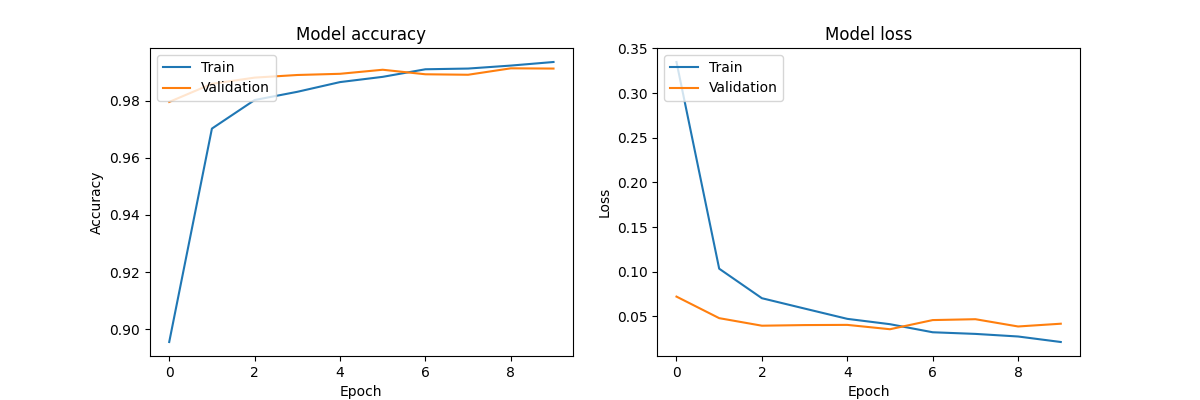 Model accuracy
Train
Validation
0.98
0.96
0.94
0.92
0.90
Accuracy
0 2 4 6 8
Epoch
Model loss
Train
Validation
0.35
0.30
0.25
0.20
0.15
0.10
0.05
Loss
0 2 4 6 8
Epoch